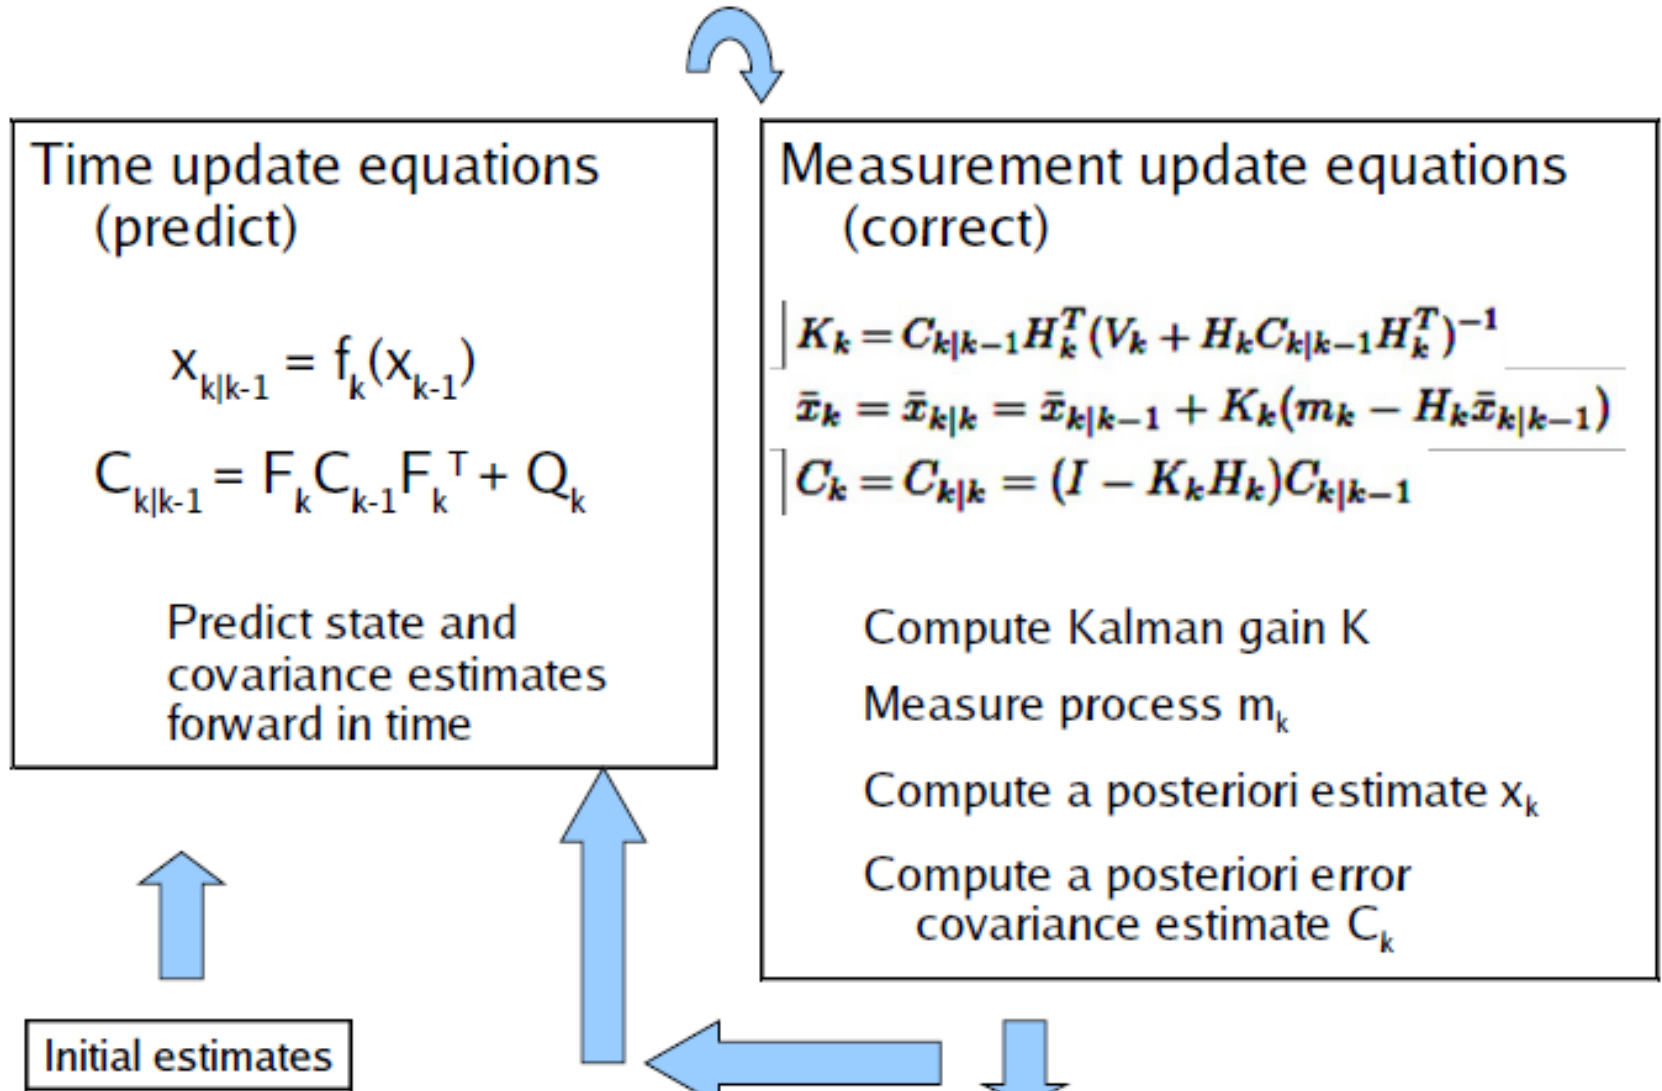 Time update equations
(predict)
x_{k|k-1} = f_k(x_{k-1})
C_{k|k-1} = F_k C_{k-1} F_k^T + Q_k
Predict state and
covariance estimates
forward in time
Initial estimates
Measurement update equations
(correct)
K_k = C_{k|k-1} H_k^T (V_k + H_k C_{k|k-1} H_k^T)^{-1}
x̄_k = x̄_{k|k} = x̄_{k|k-1} + K_k(m_k − H_k x̄_{k|k-1})
C_k = C_{k|k} = (I − K_k H_k)C_{k|k-1}
Compute Kalman gain K
Measure process m_k
Compute a posteriori estimate x_k
Compute a posteriori error
covariance estimate C_k